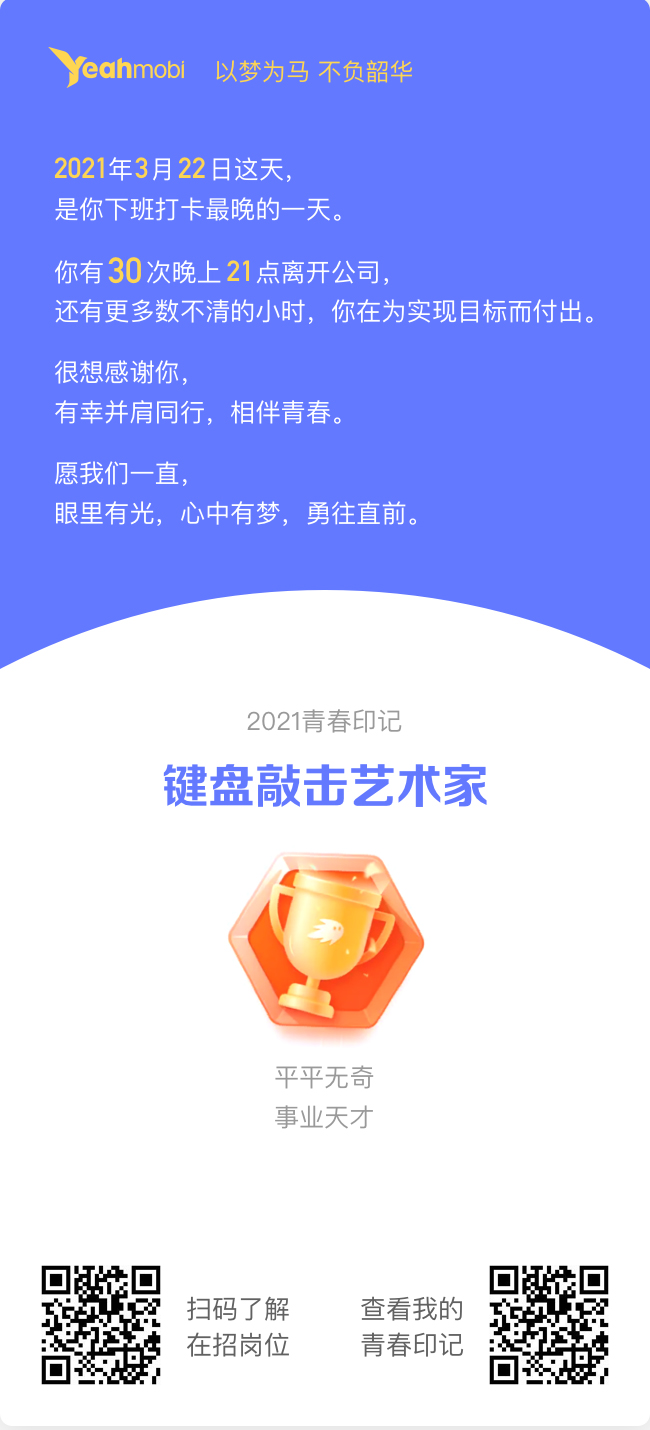 Yeahmobi 以梦为马 不负韶华
2021年3月22日这天，
是你下班打卡最晚的一天。
你有30次晚上21点离开公司，
还有更多数不清的小时，你在为实现目标而付出。
很想感谢你，
有幸并肩同行，相伴青春。
愿我们一直，
眼里有光，心中有梦，勇往直前。
2021青春印记
键盘敲击艺术家
平平无奇
事业天才
扫码了解
在招岗位
查看我的
青春印记